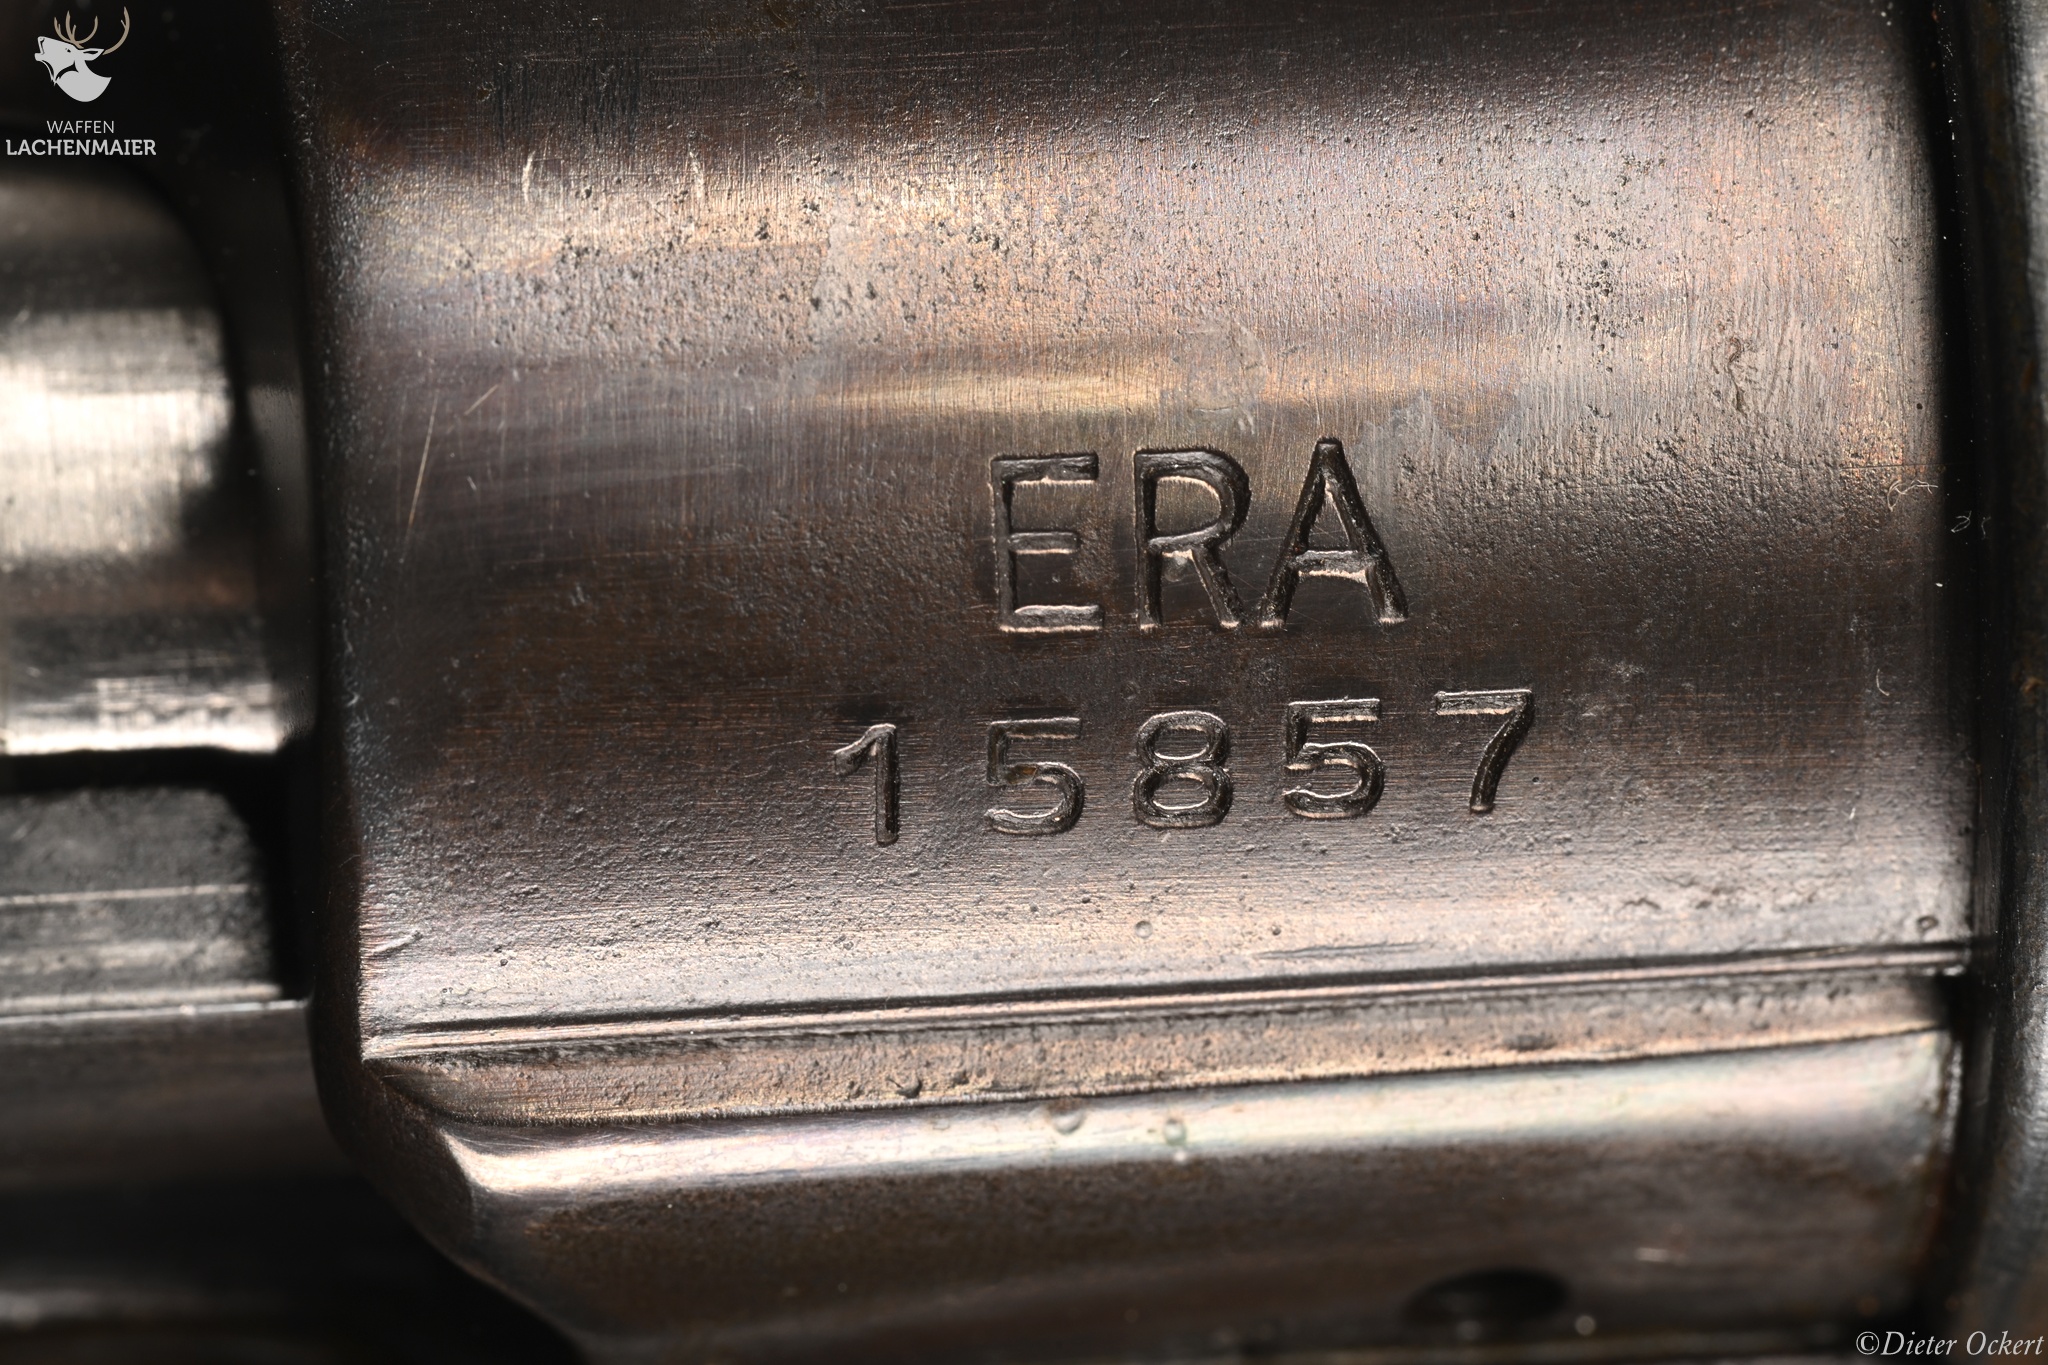 WAFFEN
LACHENMAIER
ERA
15857
©Dieter Ockert